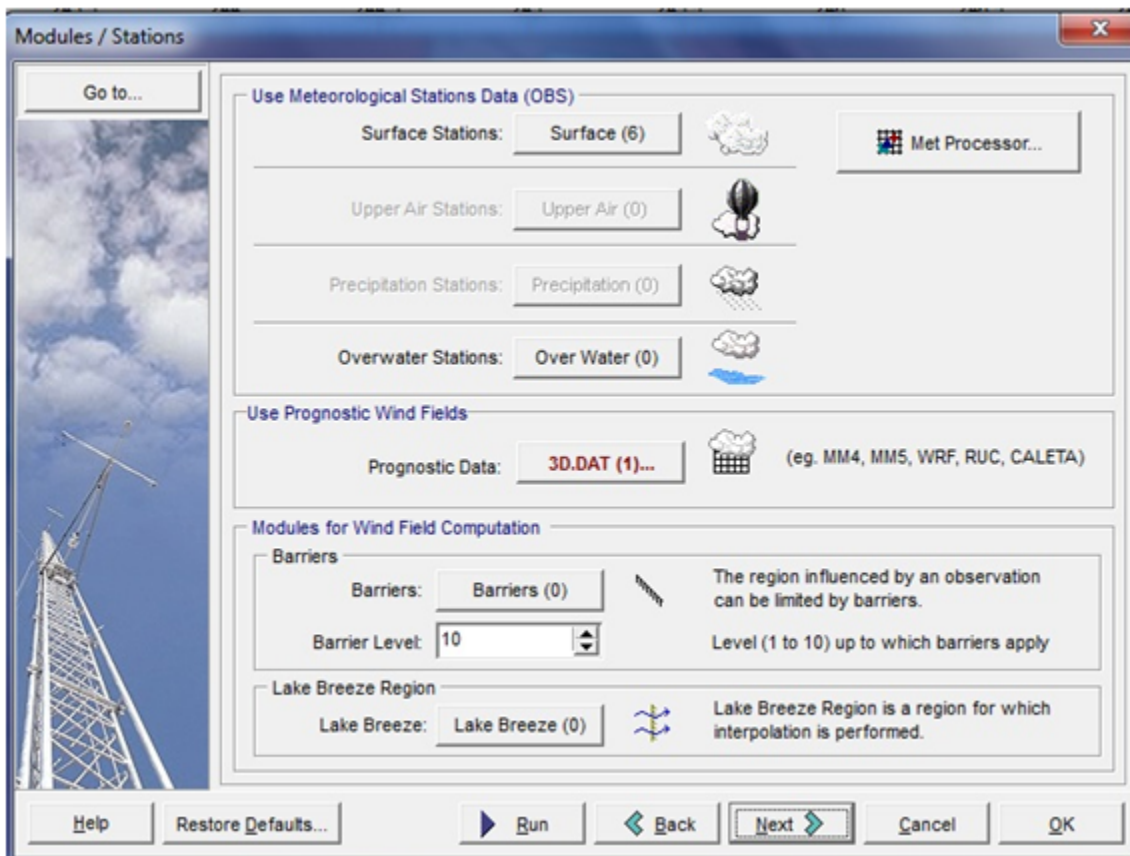 Modules / Stations
Go to...
Use Meteorological Stations Data (OBS)
Surface Stations: Surface (6)
Met Processor...
Upper Air Stations: Upper Air (0)
Precipitation Stations: Precipitation (0)
Overwater Stations: Over Water (0)
Use Prognostic Wind Fields
Prognostic Data: 3D.DAT (1)... (eg. MM4, MM5, WRF, RUC, CALETA)
Modules for Wind Field Computation
Barriers
Barriers: Barriers (0)
The region influenced by an observation
can be limited by barriers.
Barrier Level: 10 Level (1 to 10) up to which barriers apply
Lake Breeze Region
Lake Breeze: Lake Breeze (0)
Lake Breeze Region is a region for which
interpolation is performed.
Help Restore Defaults... Run Back Next Cancel OK